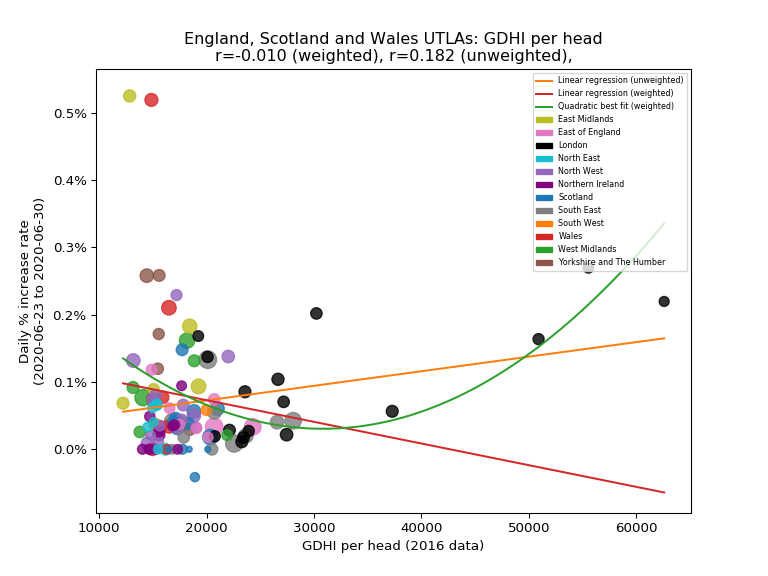 England, Scotland and Wales UTLAs: GDHI per head
r=-0.010 (weighted), r=0.182 (unweighted),
Daily % increase rate
(2020-06-23 to 2020-06-30)
0.5%
0.4%
0.3%
0.2%
0.1%
0.0%
Linear regression (unweighted)
Linear regression (weighted)
Quadratic best fit (weighted)
East Midlands
East of England
London
North East
North West
Northern Ireland
Scotland
South East
South West
Wales
West Midlands
Yorkshire and The Humber
10000 20000 30000 40000 50000 60000
GDHI per head (2016 data)